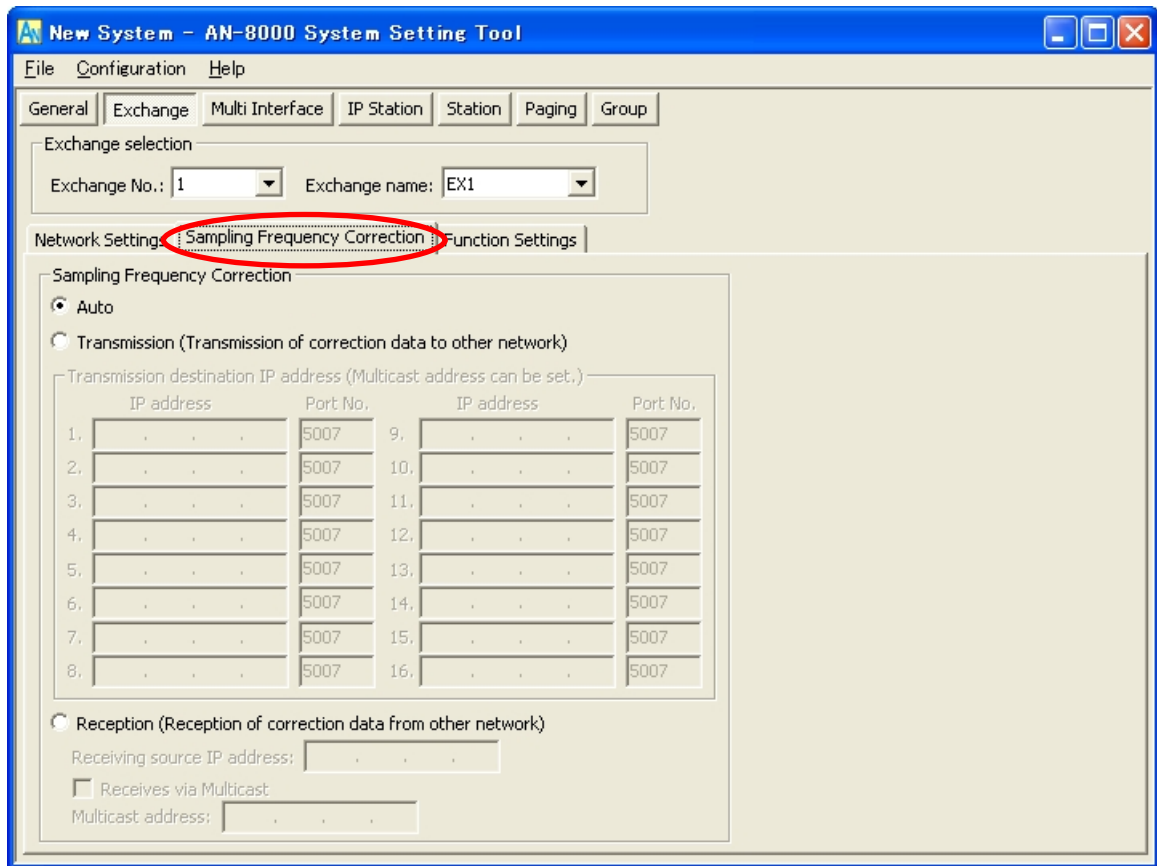 New System - AN-8000 System Setting Tool
File Configuration Help
General Exchange Multi Interface IP Station Station Paging Group
Exchange selection
Exchange No.: 1 Exchange name: EX1
Network Settings Sampling Frequency Correction Function Settings
Sampling Frequency Correction
Auto
Transmission (Transmission of correction data to other network)
Transmission destination IP address (Multicast address can be set.)
IP address Port No. IP address Port No.
1. . . . 5007 9. . . . 5007
2. . . . 5007 10. . . . 5007
3. . . . 5007 11. . . . 5007
4. . . . 5007 12. . . . 5007
5. . . . 5007 13. . . . 5007
6. . . . 5007 14. . . . 5007
7. . . . 5007 15. . . . 5007
8. . . . 5007 16. . . . 5007
Reception (Reception of correction data from other network)
Receiving source IP address: . . .
Receives via Multicast
Multicast address: . . .